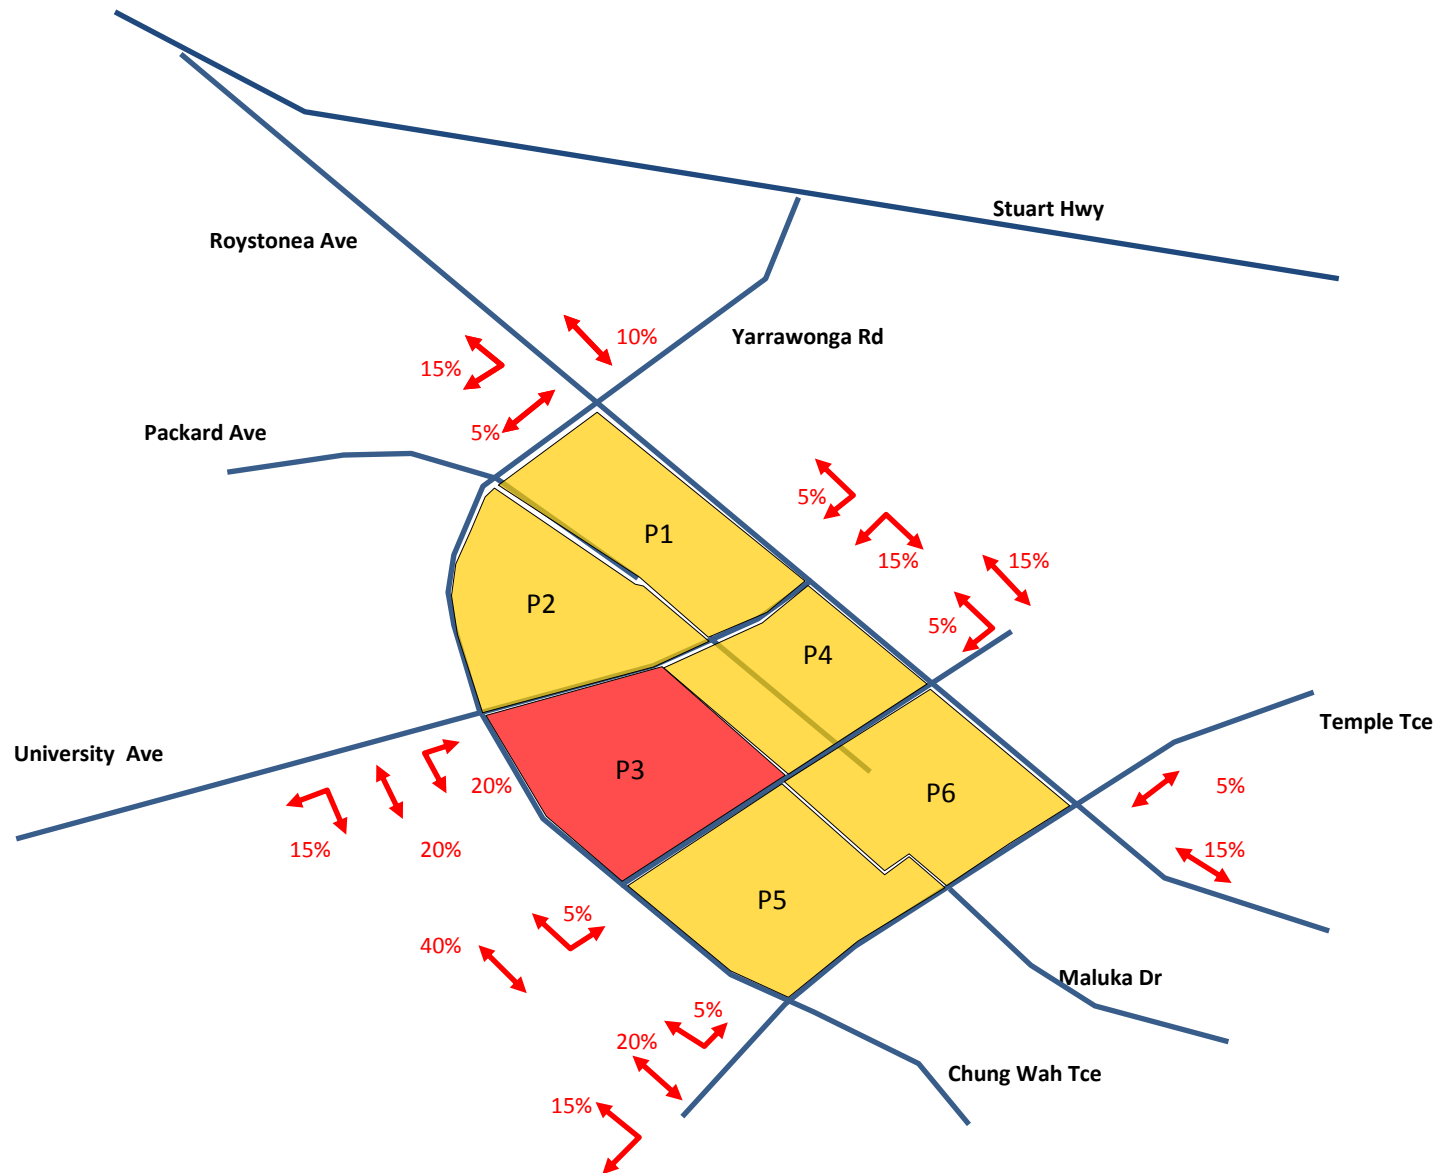 Stuart Hwy
Roystonea Ave
10%
Yarrawonga Rd
15%
5%
Packard Ave
5%
15%
15%
P1
P2
5%
P4
Temple Tce
University  Ave
P3
20%
P6
5%
15%
20%
15%
P5
5%
40%
Maluka Dr
5%
20%
Chung Wah Tce
15%